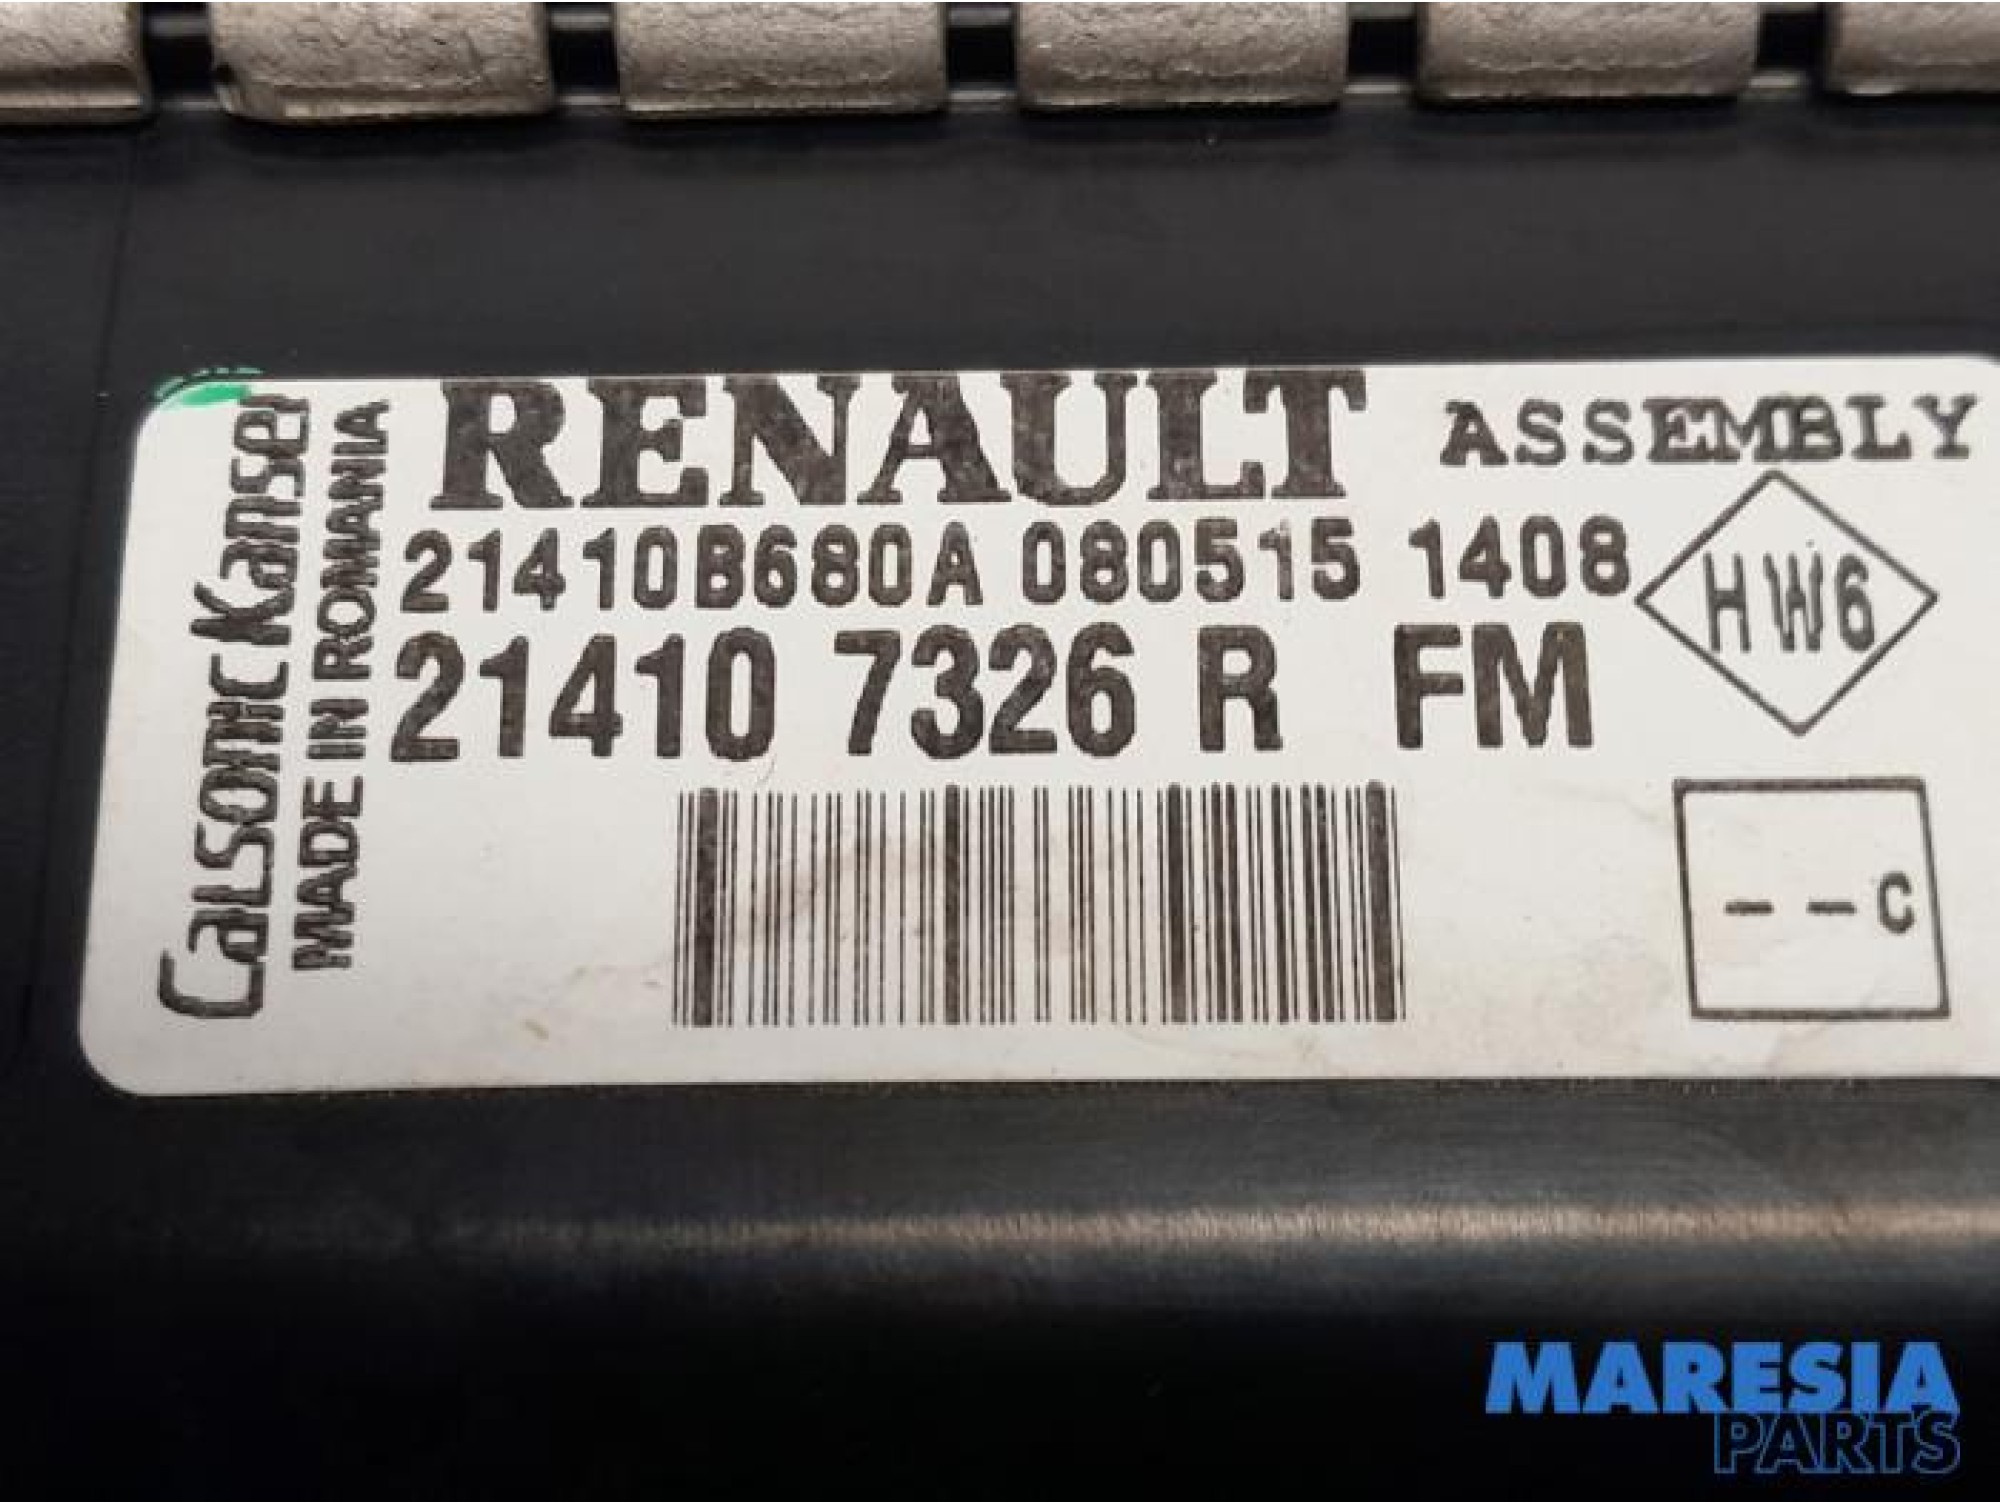 RENAULT ASSEMBLY
21410B680A 080515 1408
21410 7326 R FM
HW6
--C
CALSONIC KANSEI
MADE IN ROMANIA
MARESIA
PARTS